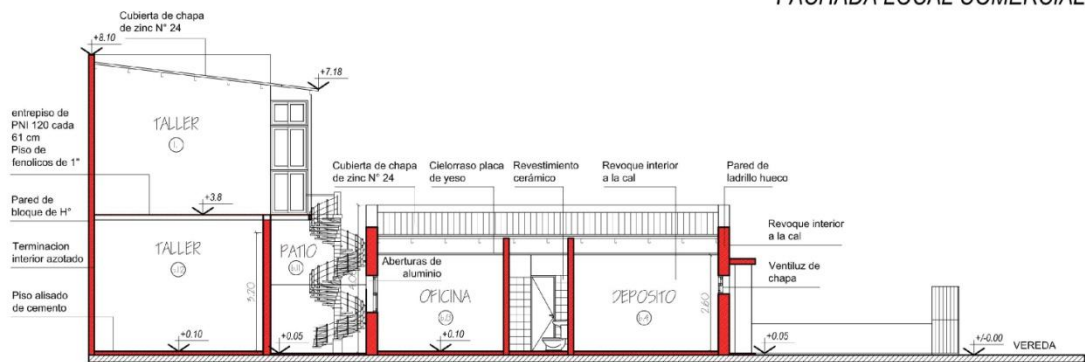 FACHADA LOCAL COMERCIAL
Cubierta de chapa
de zinc N° 24
+8.10
+7.18
entrepiso de
PNI 120 cada
61 cm
Piso de
fenolicos de 1"
TALLER
Pared de
bloque de H°
+3.8
Cubierta de chapa
de zinc N° 24
Cielorraso placa
de yeso
Revestimiento
cerámico
Revoque interior
a la cal
Pared de
ladrillo hueco
Terminacion
interior azotado
TALLER
PATIO
Aberturas de
aluminio
OFICINA
DEPOSITO
Revoque interior
a la cal
Ventiluz de
chapa
Piso alisado
de cemento
2.60
+0.10
+0.05
+0.10
+0.05
+/-0.00
VEREDA